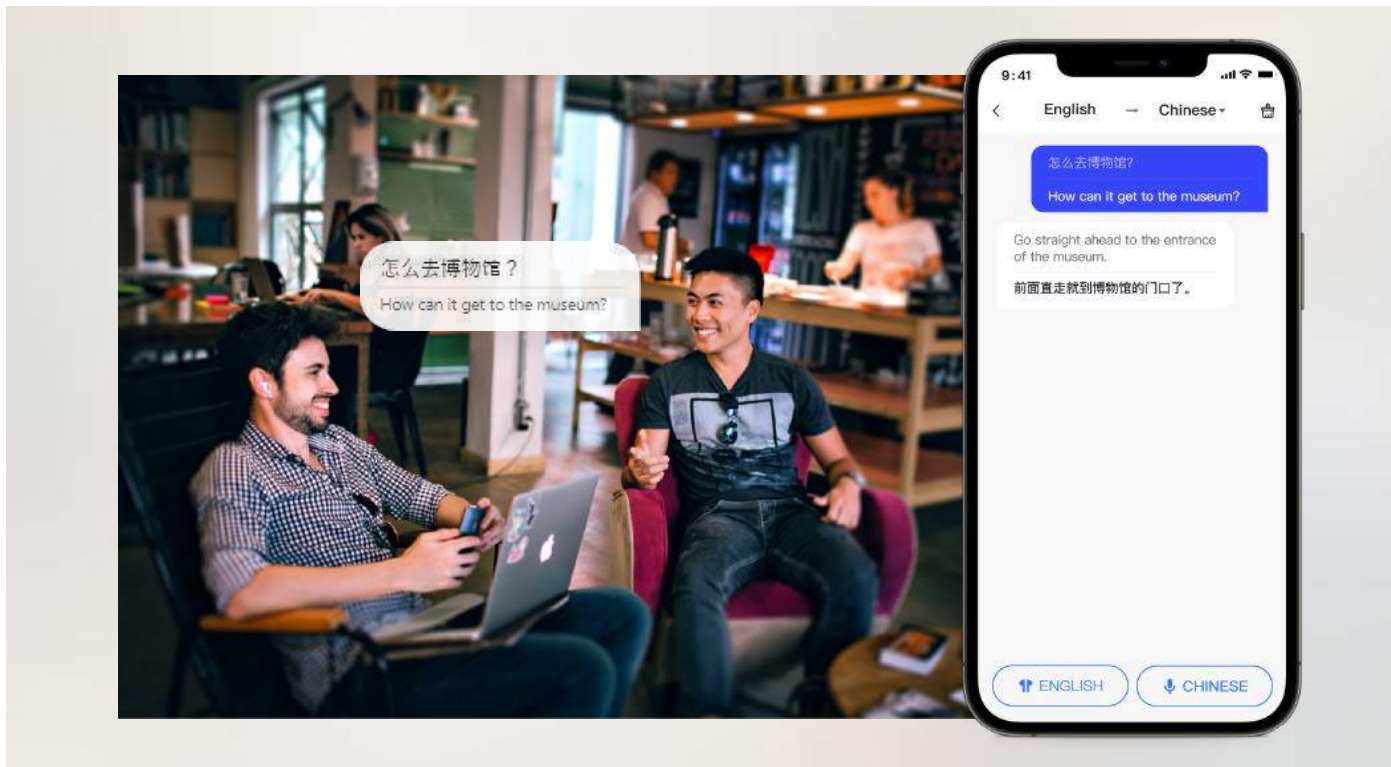 怎么去博物馆？
How can it get to the museum?
9:41
English → Chinese
怎么去博物馆?
How can it get to the museum?
Go straight ahead to the entrance
of the museum.
前面直走就到博物馆的门口了。
ENGLISH
CHINESE